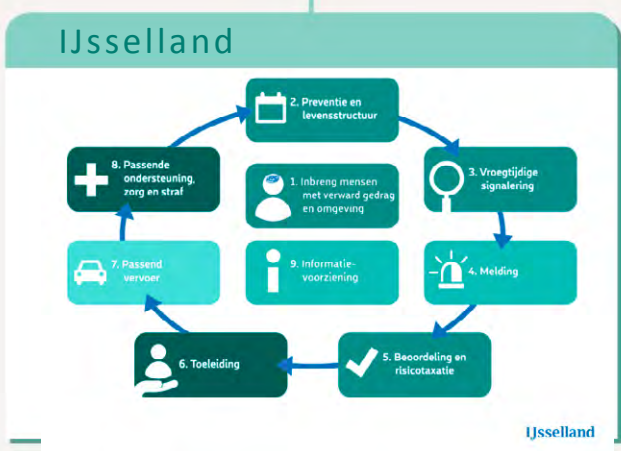 IJsselland
2. Preventie en
levensstructuur
8. Passende
ondersteuning,
zorg en straf
1. Inbreng mensen
met verward gedrag
en omgeving
3. Vroegtijdige
signalering
7. Passend
vervoer
9. Informatie-
voorziening
4. Melding
6. Toeleiding
5. Beoordeling en
risicotaxatie
IJsselland